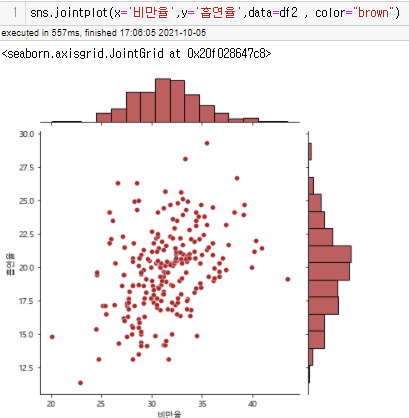 1 sns.jointplot(x='비만율',y='흡연율',data=df2 , color="brown")
executed in 557ms, finished 17:06:05 2021-10-05
<seaborn.axisgrid.JointGrid at 0x20f028647c8>
30.0
27.5
25.0
22.5
20.0
17.5
15.0
12.5
흡연율
20 25 30 35 40
비만율